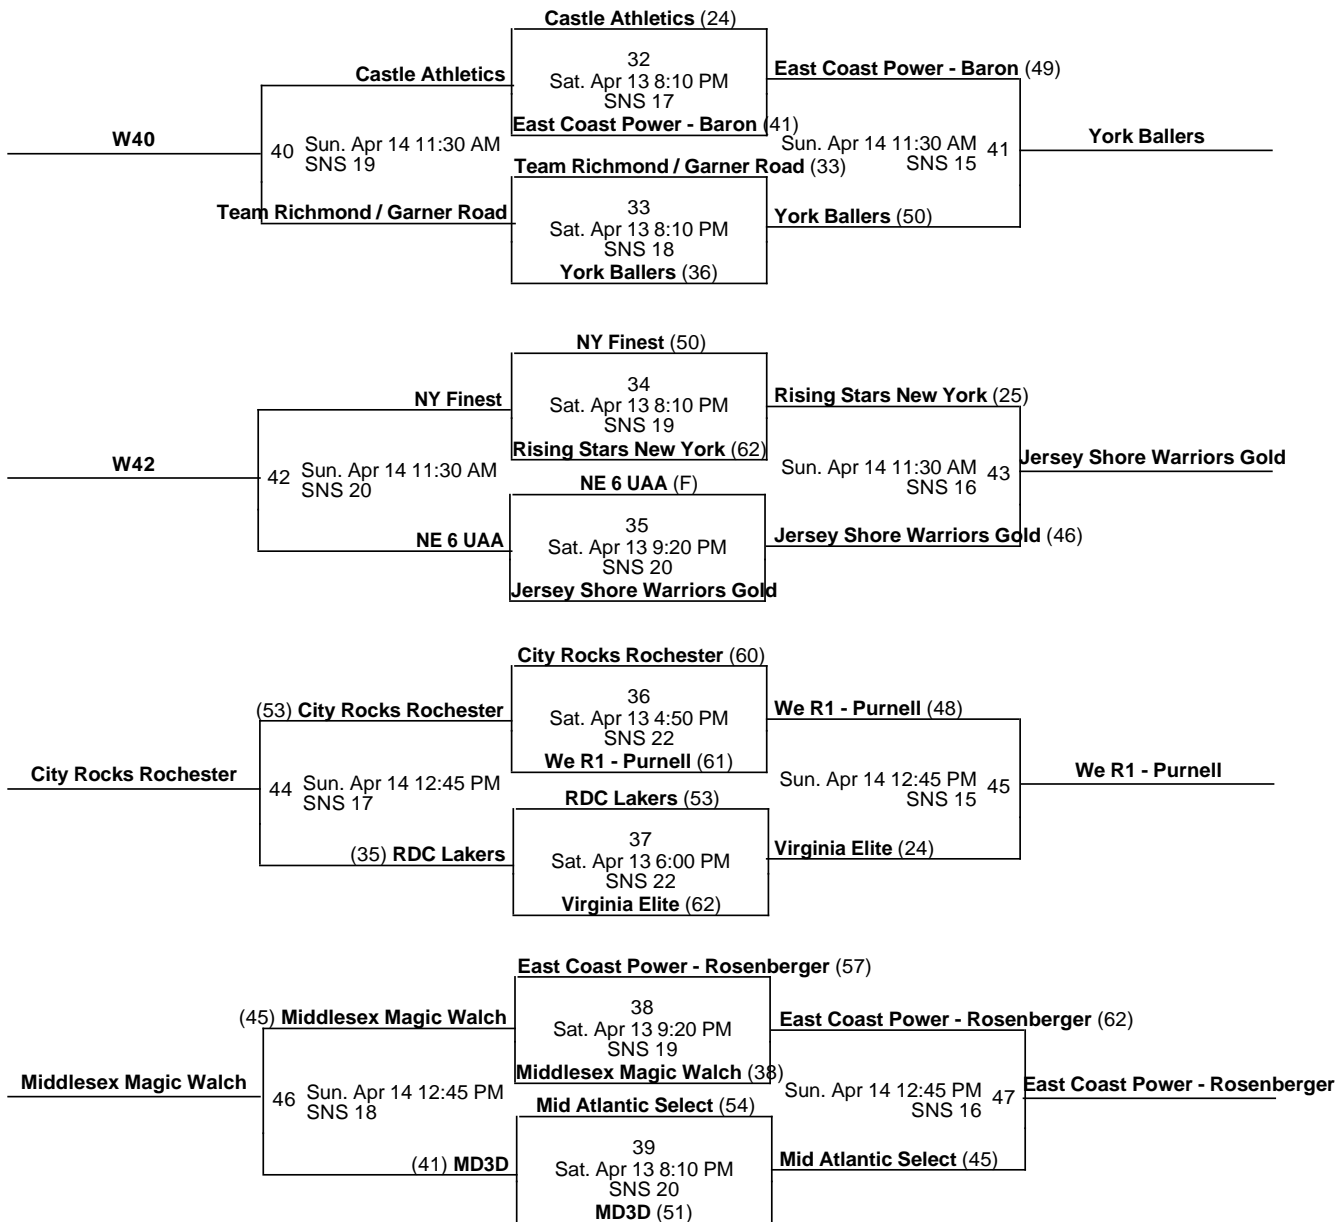 Castle Athletics (24)
32
Castle Athletics
Sat. Apr 13 8:10 PM
East Coast Power - Baron (49)
SNS 17
East Coast Power - Baron (41)
W40
40 Sun. Apr 14 11:30 AM
SNS 19
Sun. Apr 14 11:30 AM 41
SNS 15
York Ballers
Team Richmond / Garner Road (33)
Team Richmond / Garner Road
33
York Ballers (50)
Sat. Apr 13 8:10 PM
SNS 18
York Ballers (36)
NY Finest (50)
34
NY Finest
Sat. Apr 13 8:10 PM
Rising Stars New York (25)
SNS 19
Rising Stars New York (62)
W42
42 Sun. Apr 14 11:30 AM
SNS 20
Sun. Apr 14 11:30 AM 43
SNS 16
Jersey Shore Warriors Gold
NE 6 UAA (F)
35
NE 6 UAA
Sat. Apr 13 9:20 PM
Jersey Shore Warriors Gold (46)
SNS 20
Jersey Shore Warriors Gold
City Rocks Rochester (60)
36
(53) City Rocks Rochester
Sat. Apr 13 4:50 PM
We R1 - Purnell (48)
SNS 22
We R1 - Purnell (61)
City Rocks Rochester
44 Sun. Apr 14 12:45 PM
SNS 17
Sun. Apr 14 12:45 PM 45
SNS 15
We R1 - Purnell
RDC Lakers (53)
37
(35) RDC Lakers
Sat. Apr 13 6:00 PM
Virginia Elite (24)
SNS 22
Virginia Elite (62)
East Coast Power - Rosenberger (57)
38
(45) Middlesex Magic Walch
Sat. Apr 13 9:20 PM
East Coast Power - Rosenberger (62)
SNS 19
Middlesex Magic Walch (38)
Middlesex Magic Walch
46 Sun. Apr 14 12:45 PM
SNS 18
Sun. Apr 14 12:45 PM 47
SNS 16
East Coast Power - Rosenberger
Mid Atlantic Select (54)
39
(41) MD3D
Sat. Apr 13 8:10 PM
Mid Atlantic Select (45)
SNS 20
MD3D (51)